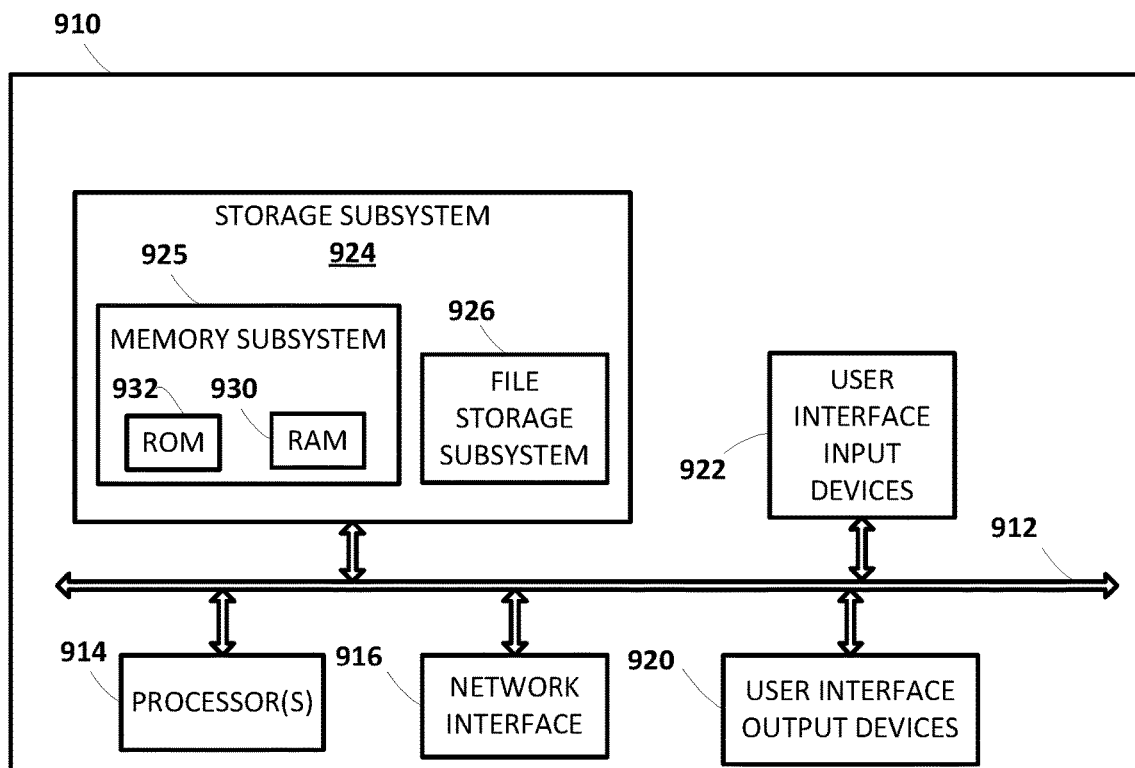 910
STORAGE SUBSYSTEM
924
925
MEMORY SUBSYSTEM
932
930
ROM
RAM
926
FILE
STORAGE
SUBSYSTEM
USER
INTERFACE
INPUT
DEVICES
922
912
914
PROCESSOR(S)
916
NETWORK
INTERFACE
920
USER INTERFACE
OUTPUT DEVICES